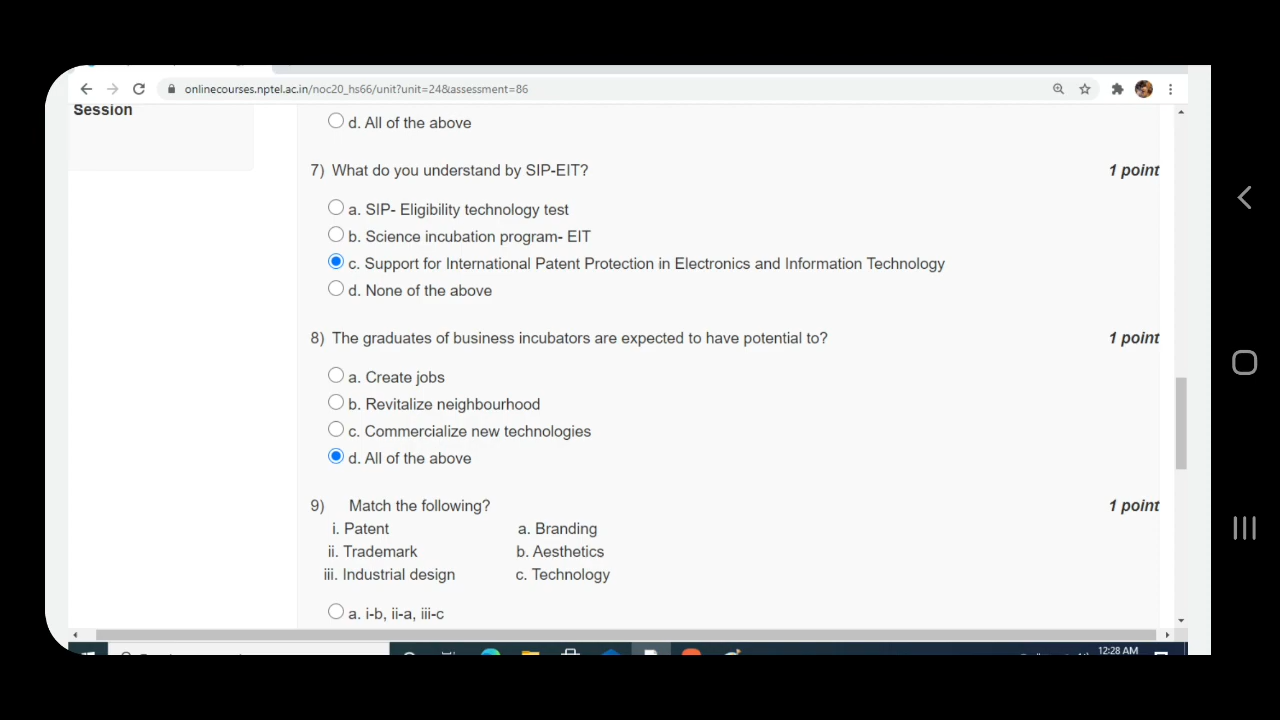 onlinecourses.nptel.ac.in/noc20_hs66/unit?unit=24&assessment=86
Session
d. All of the above
7) What do you understand by SIP-EIT? 1 point
a. SIP- Eligibility technology test
b. Science incubation program- EIT
c. Support for International Patent Protection in Electronics and Information Technology
d. None of the above
8) The graduates of business incubators are expected to have potential to? 1 point
a. Create jobs
b. Revitalize neighbourhood
c. Commercialize new technologies
d. All of the above
9) Match the following? 1 point
i. Patent a. Branding
ii. Trademark b. Aesthetics
iii. Industrial design c. Technology
a. i-b, ii-a, iii-c
12:28 AM